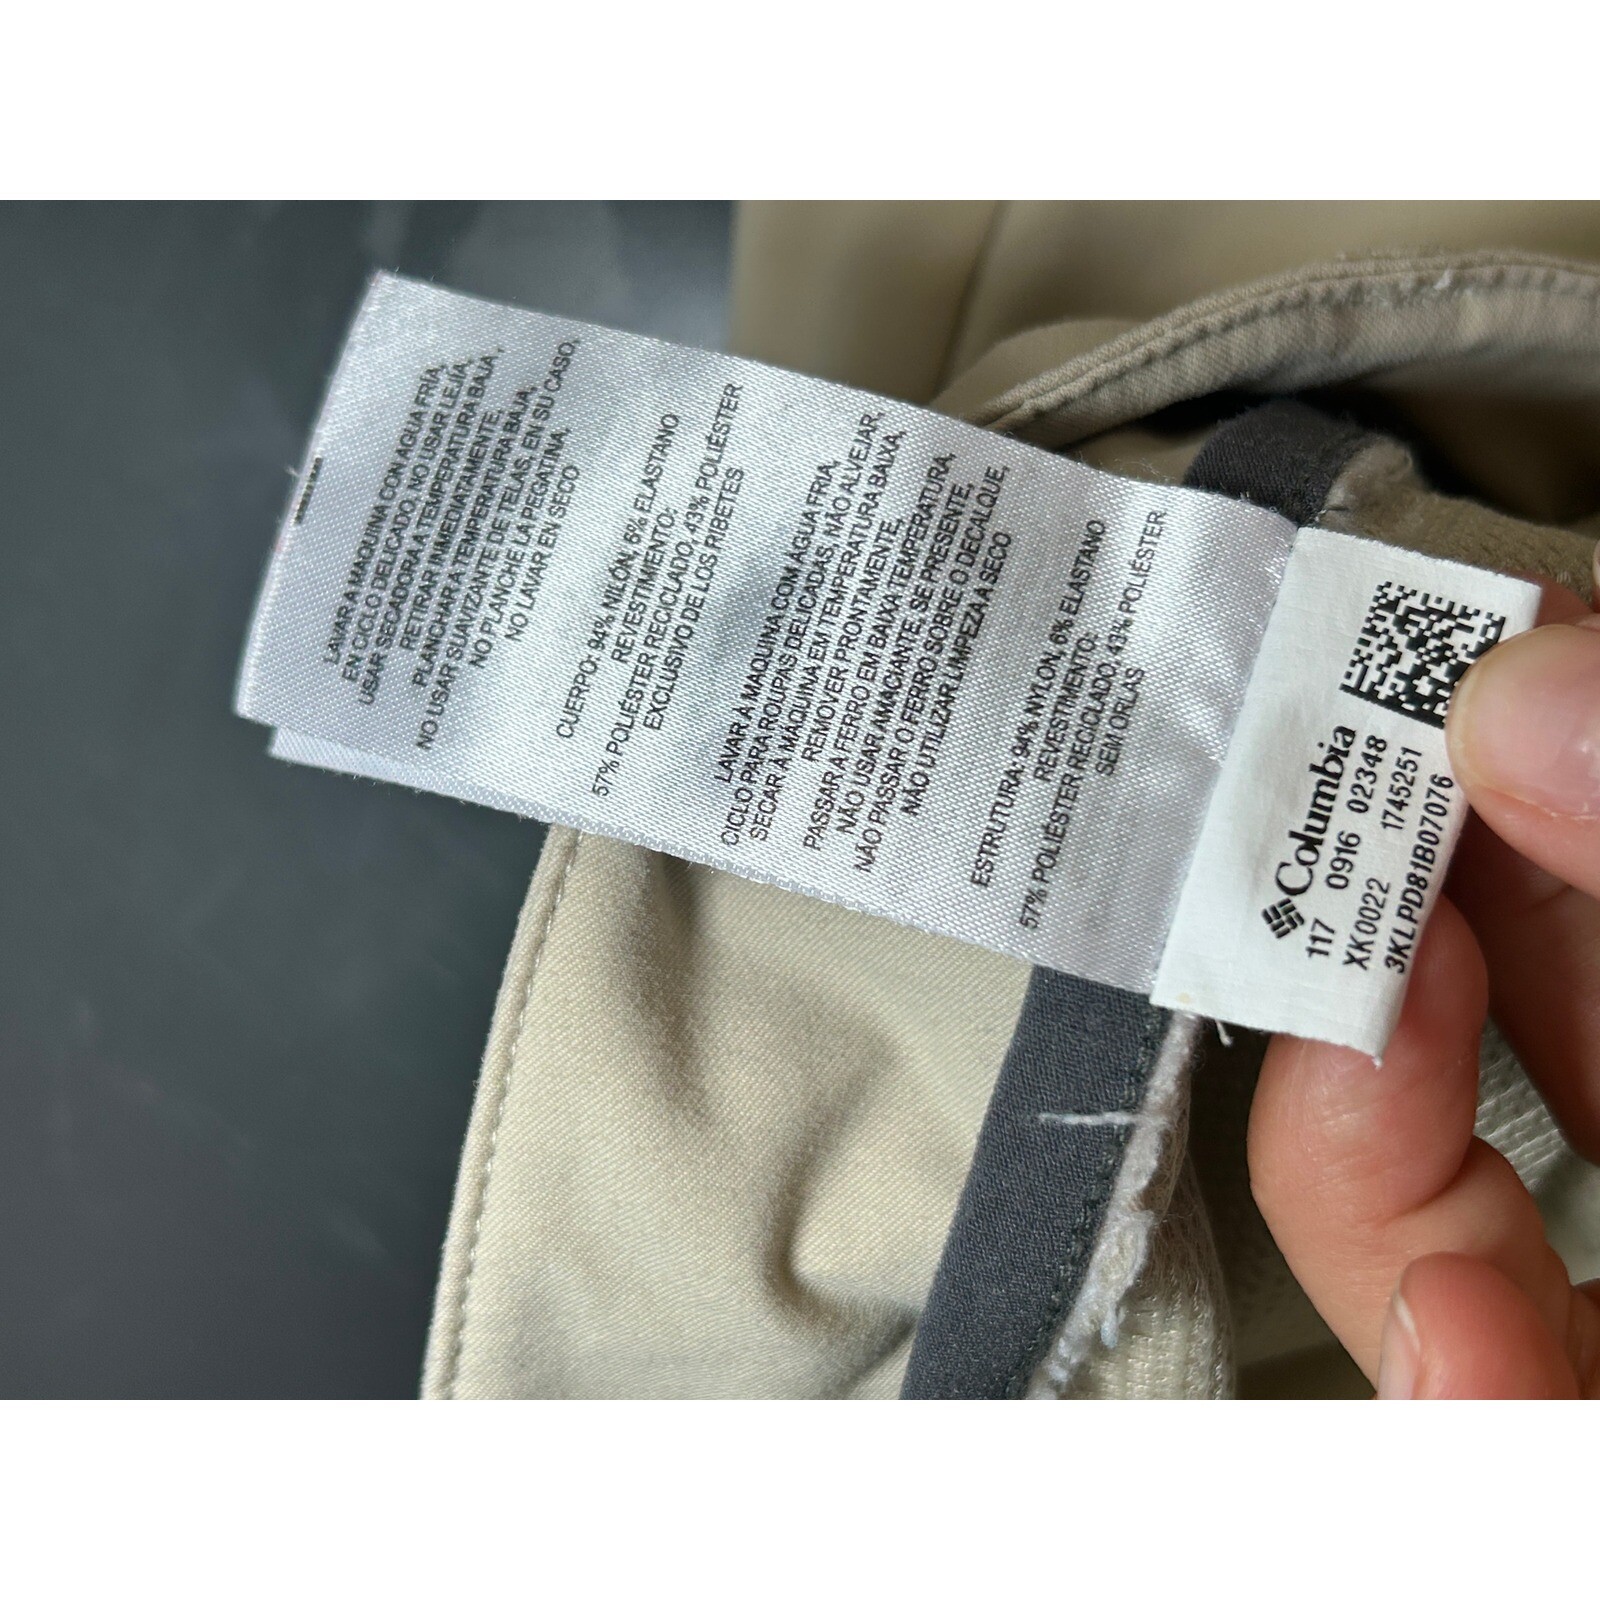 LAVAR A MAQUINA CON AGUA FRIA,
EN CICLO DELICADO, NO USAR LEJIA,
USAR SECADORA A TEMPERATURA BAJA,
RETIRAR INMEDIATAMENTE,
PLANCHAR A TEMPERATURA BAJA,
NO USAR SUAVIZANTE DE TELAS, EN SU CASO,
NO PLANCHE LA PEGATINA,
NO LAVAR EN SECO
CUERPO: 94% NILÓN, 6% ELASTANO
REVESTIMENTO:
57% POLIÉSTER RECICLADO, 43% POLIÉSTER
EXCLUSIVO DE LOS RIBETES
LAVAR A MAQUINA COM ÁGUA FRIA,
CICLO PARA ROUPAS DELICADAS, NÃO ALVEJAR,
SECAR A MÁQUINA EM TEMPERATURA BAIXA,
REMOVER PRONTAMENTE,
PASSAR A FERRO EM BAIXA TEMPERATURA,
NÃO USAR AMACIANTE, SE PRESENTE,
NÃO PASSAR O FERRO SOBRE O DECALQUE,
NÃO UTILIZAR LIMPEZA A SECO
ESTRUTURA: 94% NYLON, 6% ELASTANO
REVESTIMENTO:
57% POLIÉSTER RECICLADO, 43% POLIÉSTER
SEM ORLAS
Columbia
117 0916 02348
XK0022 1745251
3KLPD81B07076